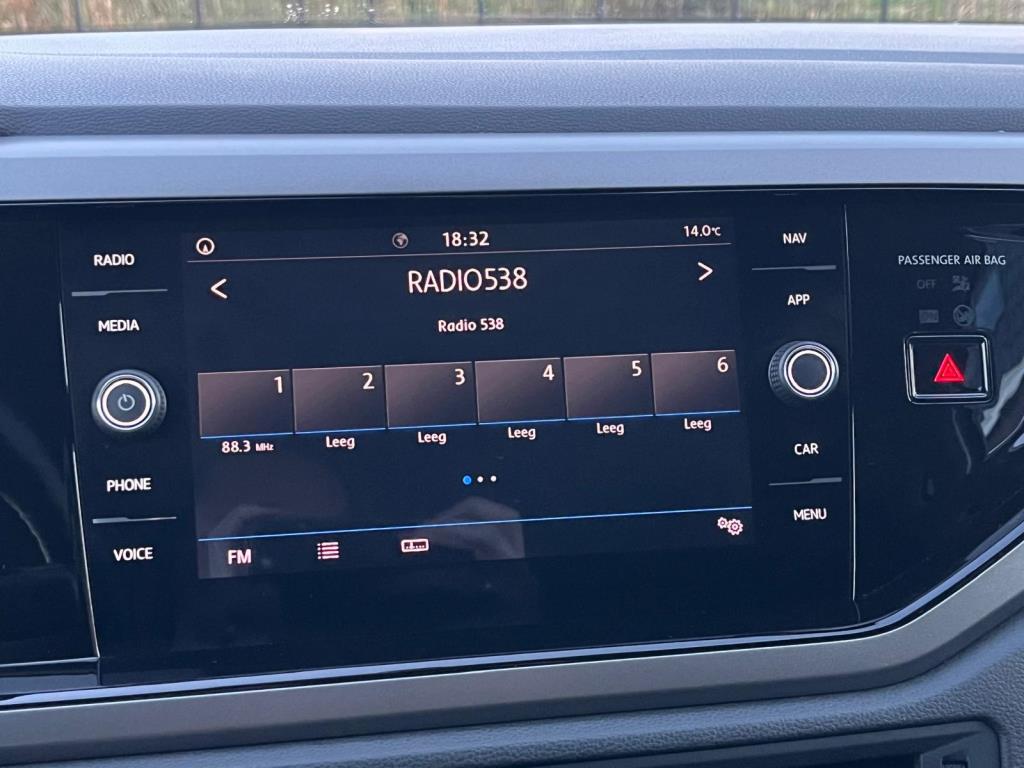 RADIO
MEDIA
PHONE
VOICE
18:32
14.0°C
< RADIO538 >
Radio 538
1 2 3 4 5 6
88.3 MHz Leeg Leeg Leeg Leeg Leeg
FM
NAV
APP
CAR
MENU
PASSENGER AIR BAG
OFF